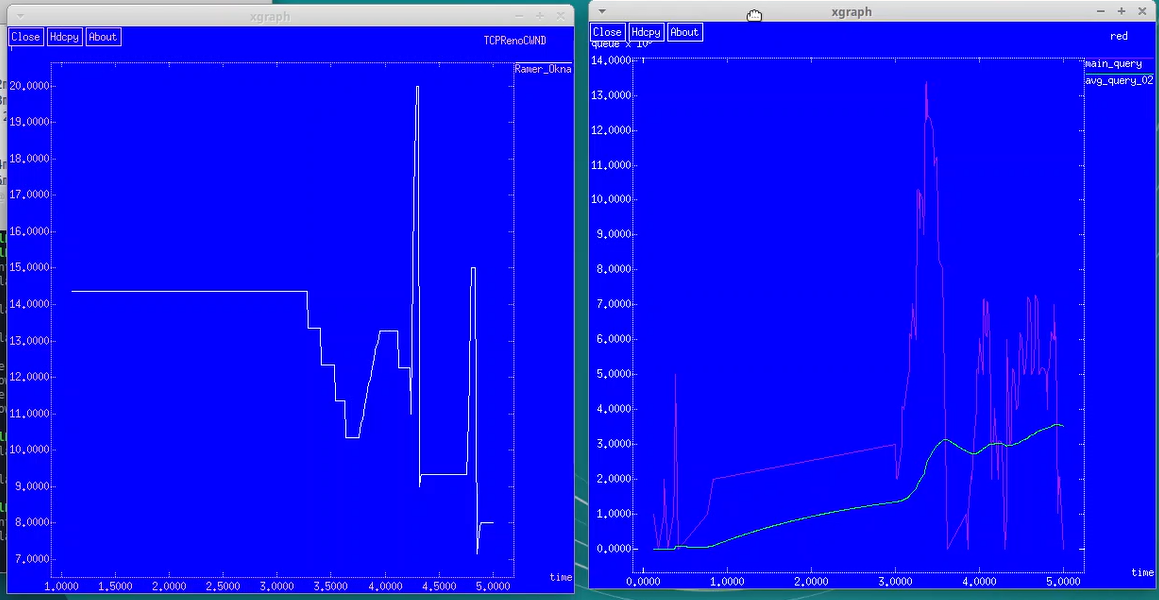 xgraph
Close Hdcpy About
TCPRenoCWND
Ramer_Okna
20.0000
19.0000
18.0000
17.0000
16.0000
15.0000
14.0000
13.0000
12.0000
11.0000
10.0000
9.0000
8.0000
7.0000
time
1.0000 1.5000 2.0000 2.5000 3.0000 3.5000 4.0000 4.5000 5.0000
xgraph
Close Hdcpy About
red
main_query
avg_query_02
14.0000
13.0000
12.0000
11.0000
10.0000
9.0000
8.0000
7.0000
6.0000
5.0000
4.0000
3.0000
2.0000
1.0000
0.0000
time
0.0000 1.0000 2.0000 3.0000 4.0000 5.0000